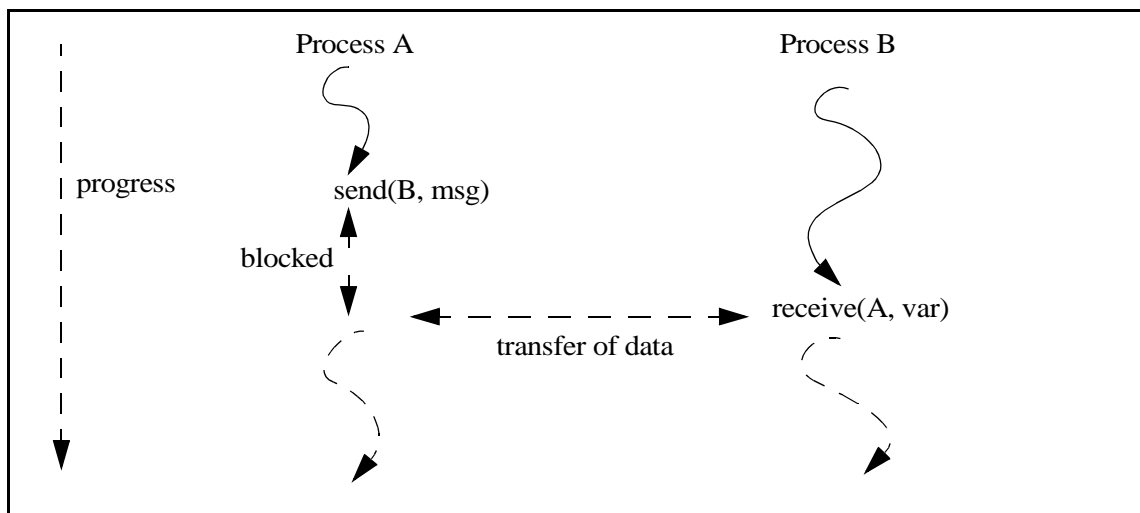 Process A
Process B
progress
send(B, msg)
blocked
receive(A, var)
transfer of data